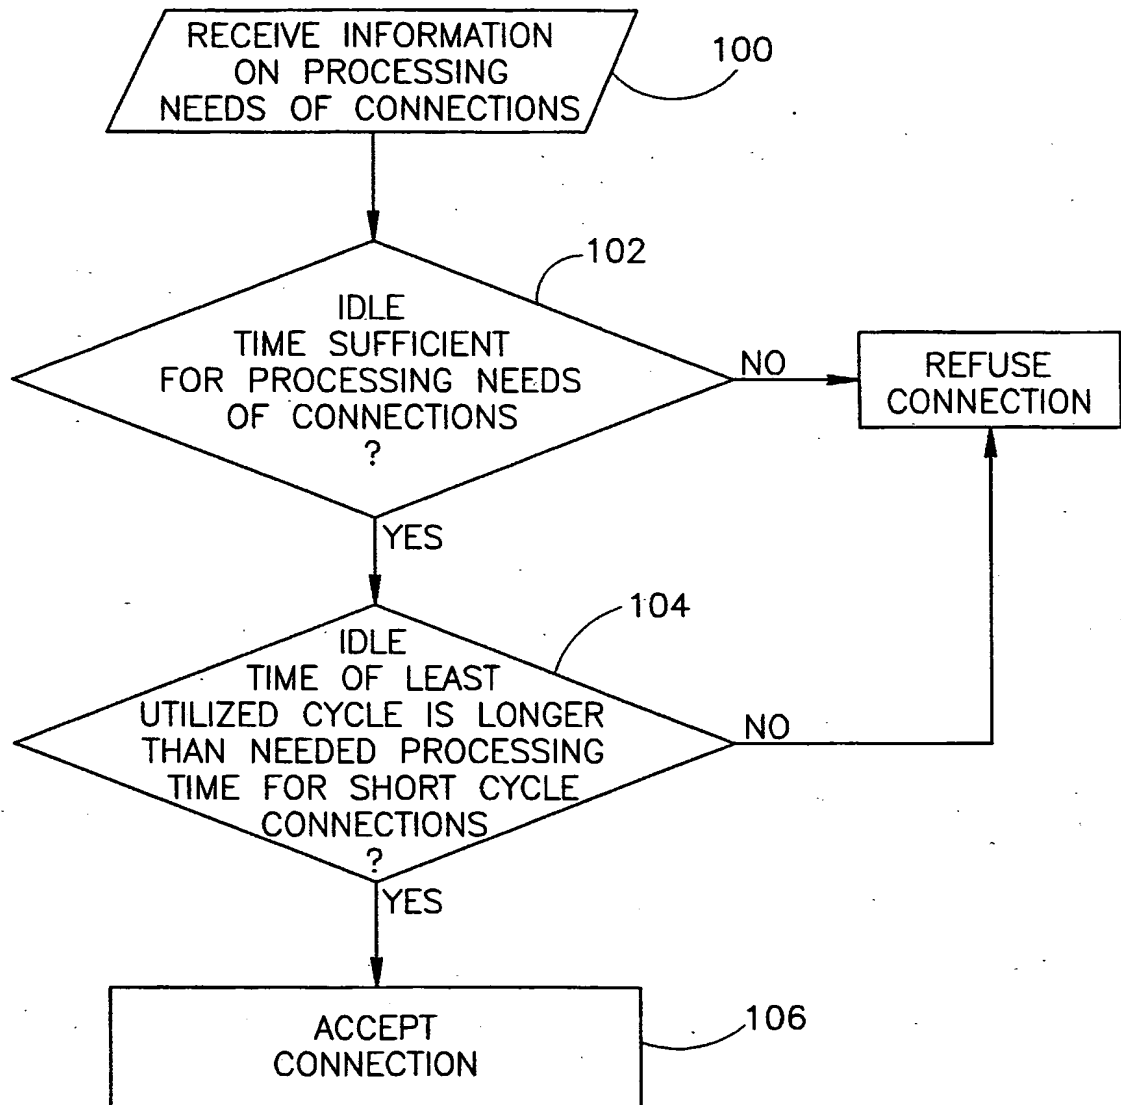 RECEIVE INFORMATION
ON PROCESSING
NEEDS OF CONNECTIONS
100
102
IDLE
TIME SUFFICIENT
FOR PROCESSING NEEDS
OF CONNECTIONS
?
NO
REFUSE
CONNECTION
YES
104
IDLE
TIME OF LEAST
UTILIZED CYCLE IS LONGER
THAN NEEDED PROCESSING
TIME FOR SHORT CYCLE
CONNECTIONS
?
NO
YES
ACCEPT
CONNECTION
106